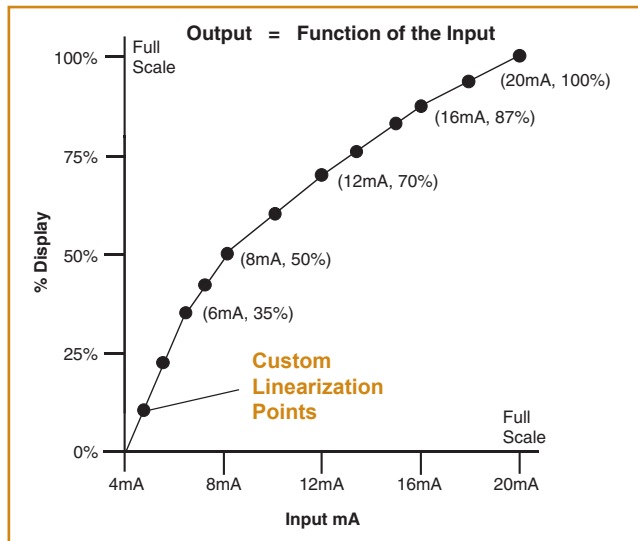 Output = Function of the Input
Full
Scale
100%
(20mA, 100%)
(16mA, 87%)
75%
(12mA, 70%)
% Display
50%
(8mA, 50%)
(6mA, 35%)
25%
Custom
Linearization
Points
Full
Scale
0%
4mA
8mA
12mA
16mA
20mA
Input mA